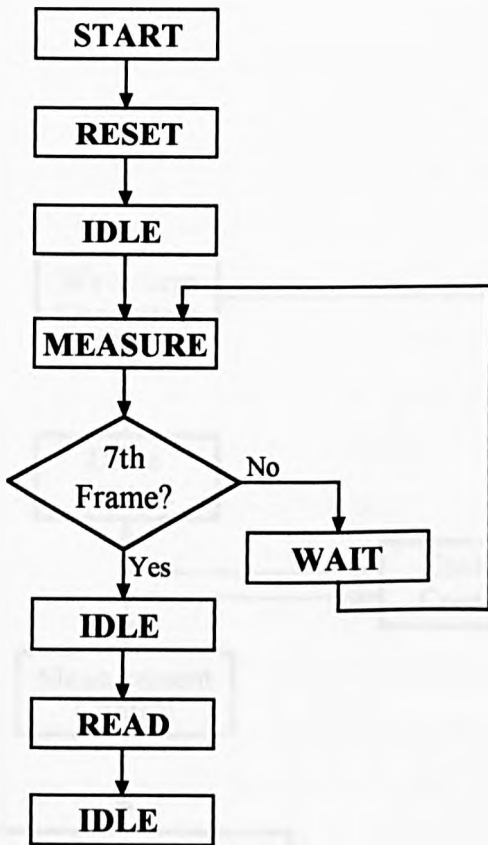 START
RESET
IDLE
MEASURE
7th
Frame?
No
WAIT
Yes
IDLE
READ
IDLE